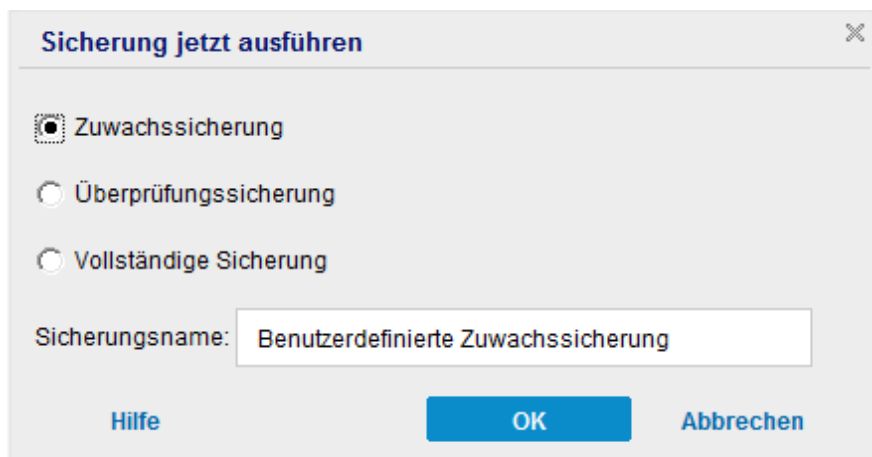 Sicherung jetzt ausführen
Zuwachssicherung
Überprüfungssicherung
Vollständige Sicherung
Sicherungsname: Benutzerdefinierte Zuwachssicherung
Hilfe OK Abbrechen